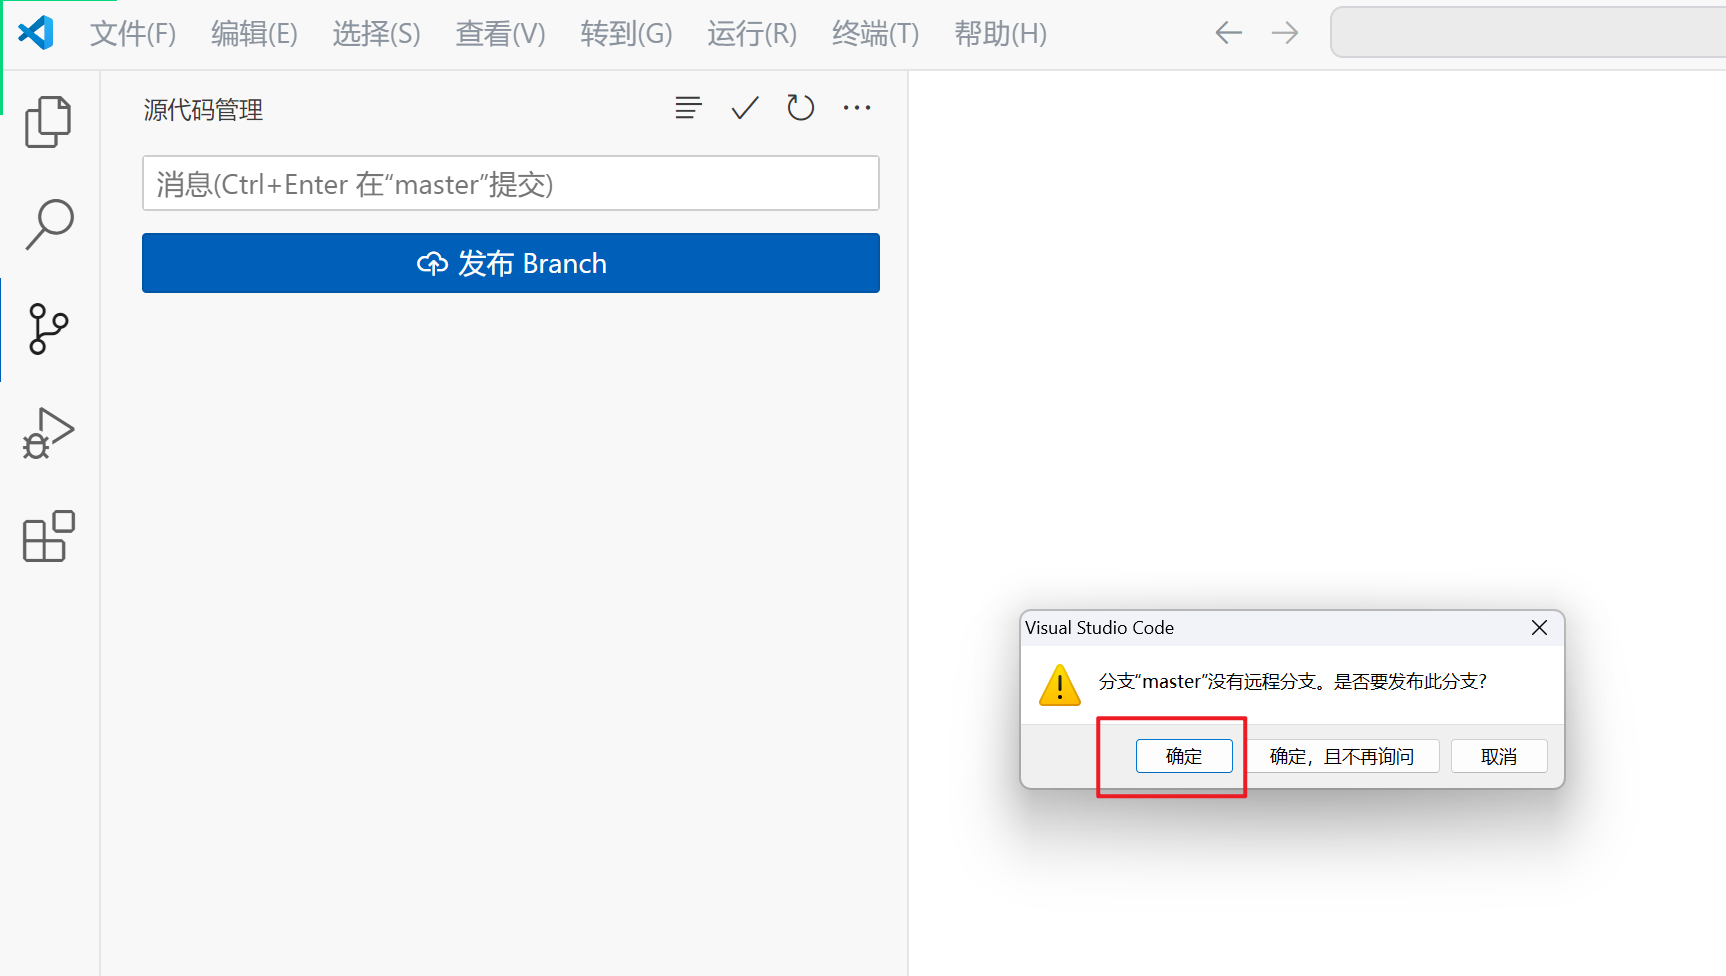 文件(F) 编辑(E) 选择(S) 查看(V) 转到(G) 运行(R) 终端(T) 帮助(H)
源代码管理
消息(Ctrl+Enter 在“master”提交)
发布 Branch
Visual Studio Code
分支“master”没有远程分支。是否要发布此分支?
确定 确定，且不再询问 取消